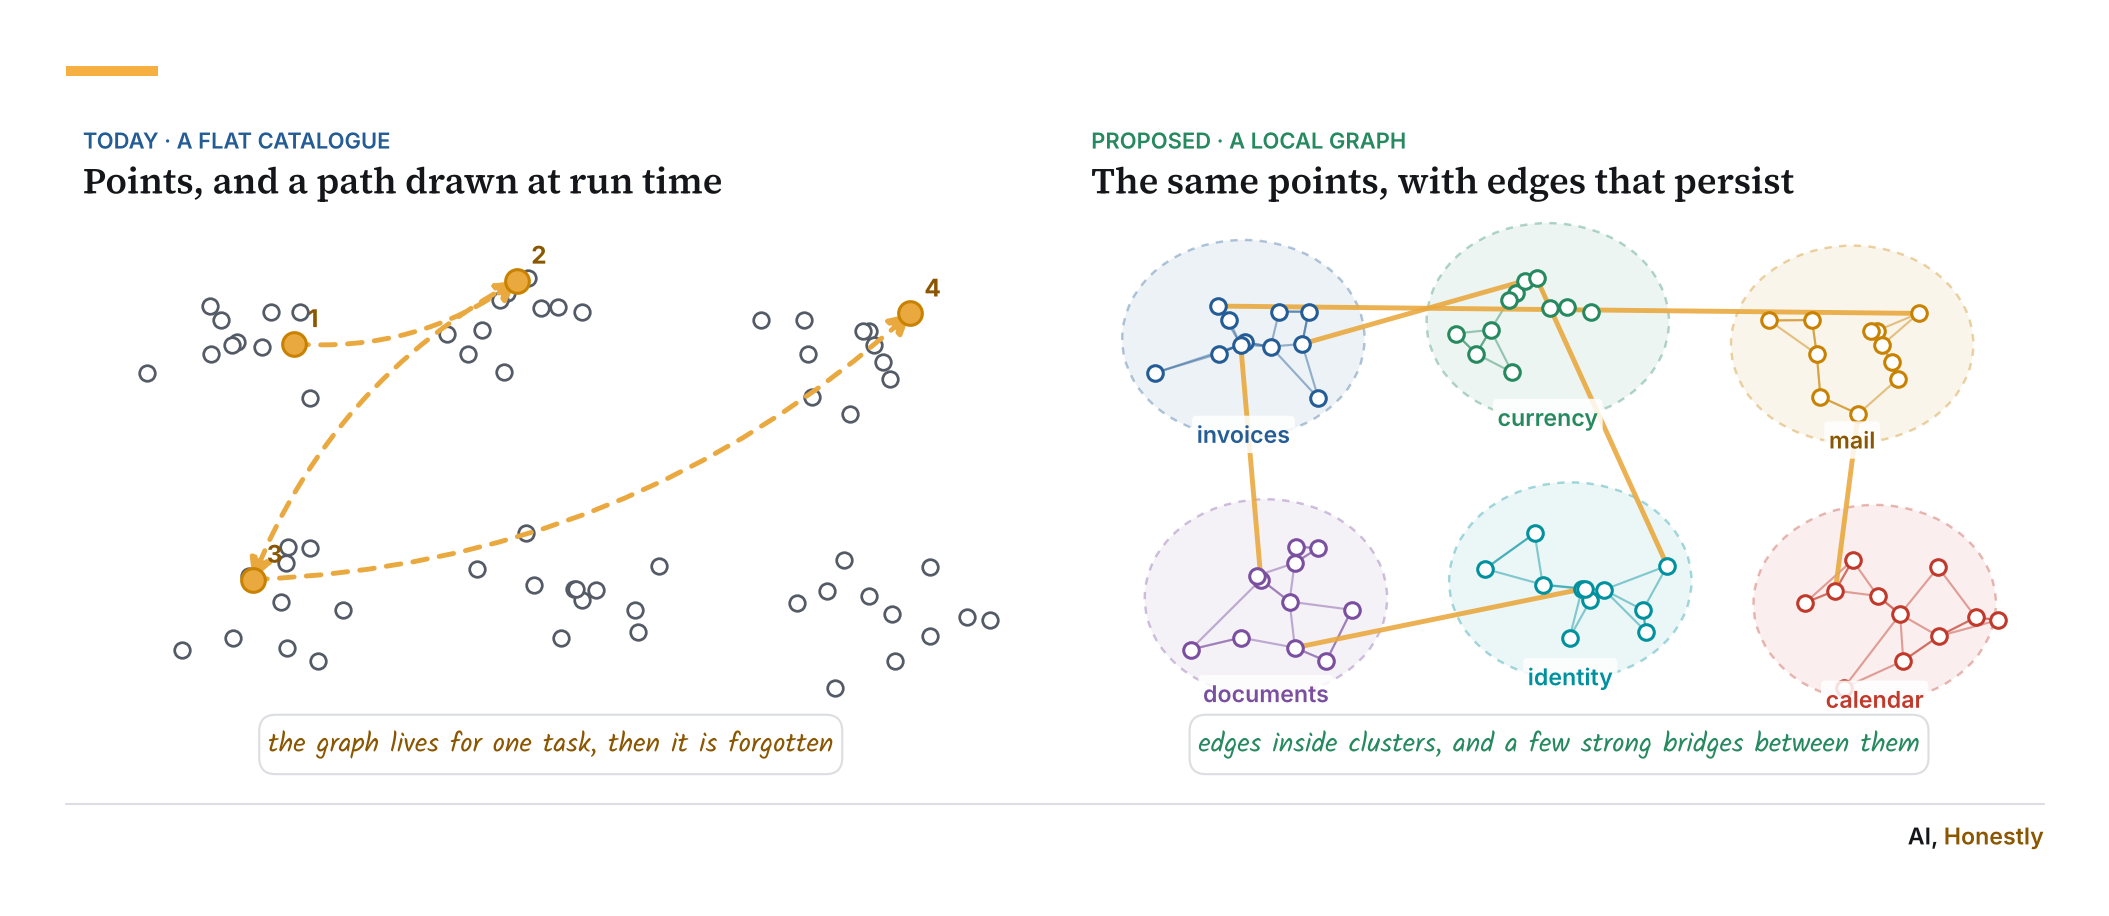 TODAY · A FLAT CATALOGUE
Points, and a path drawn at run time
1
2
3
4
the graph lives for one task, then it is forgotten
PROPOSED · A LOCAL GRAPH
The same points, with edges that persist
invoices
currency
mail
documents
identity
calendar
edges inside clusters, and a few strong bridges between them
AI, Honestly